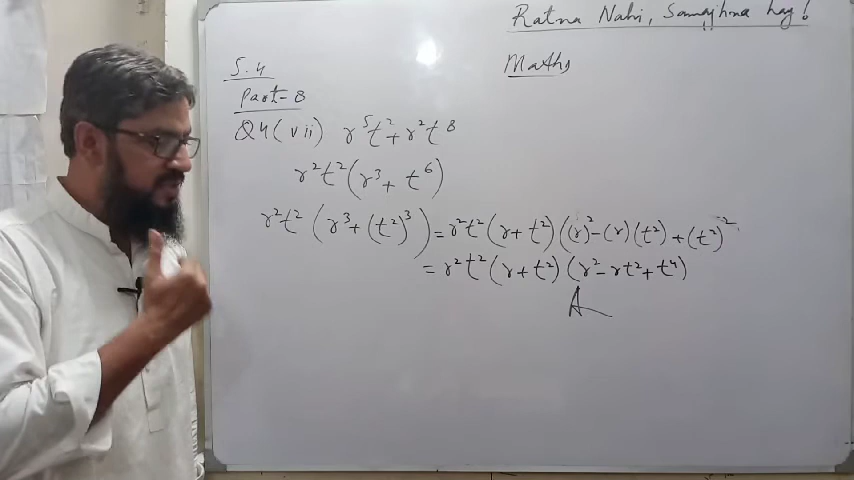 Ratna Nahi, Samajhna hay!
Maths
5.4
Part-8
Q4(vii) r⁵t²+r²t⁸
r²t²(r³+t⁶)
r²t²(r³+(t²)³)=r²t²(r+t²)((r)²-(r)(t²)+(t²)²
=r²t²(r+t²)(r²-rt²+t⁴)